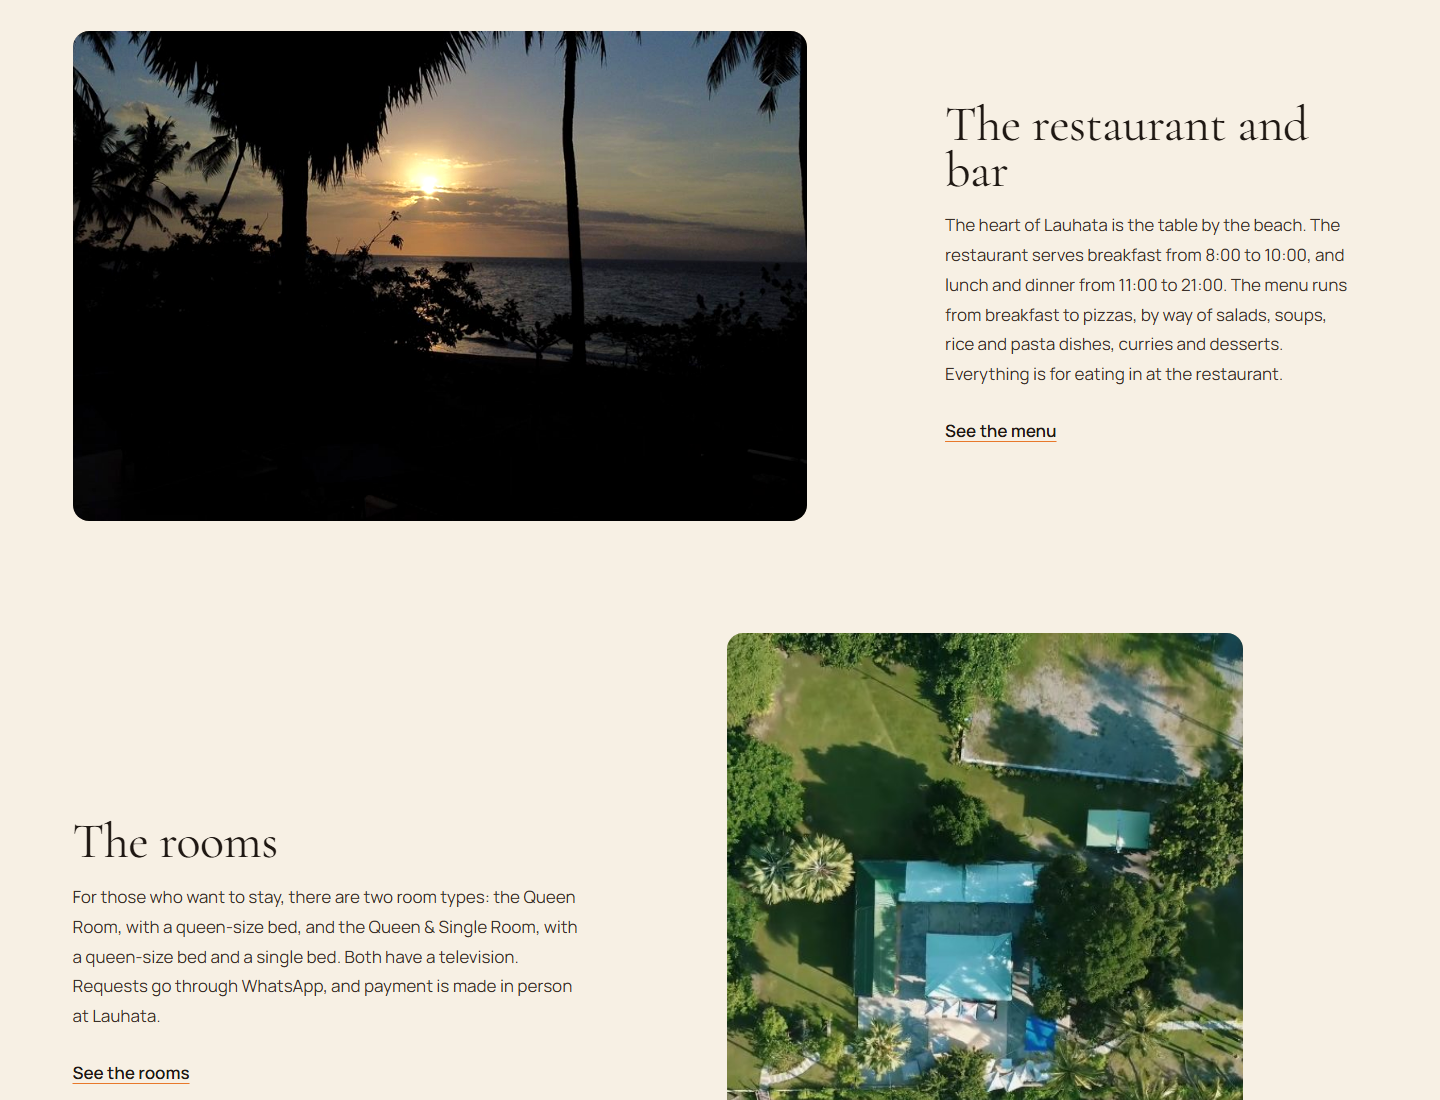 The restaurant and
bar
The heart of Lauhata is the table by the beach. The
restaurant serves breakfast from 8:00 to 10:00, and
lunch and dinner from 11:00 to 21:00. The menu runs
from breakfast to pizzas, by way of salads, soups,
rice and pasta dishes, curries and desserts.
Everything is for eating in at the restaurant.
See the menu
The rooms
For those who want to stay, there are two room types: the Queen
Room, with a queen-size bed, and the Queen & Single Room, with
a queen-size bed and a single bed. Both have a television.
Requests go through WhatsApp, and payment is made in person
at Lauhata.
See the rooms